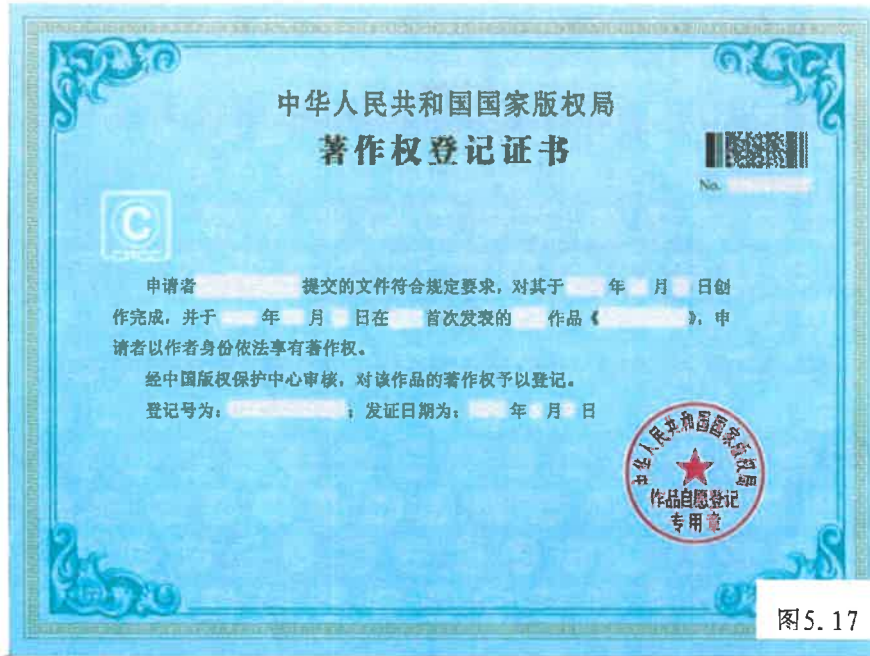 中华人民共和国国家版权局
著作权登记证书
No.
CPCC
申请者 提交的文件符合规定要求，对其于 年 月 日创
作完成，并于 年 月 日在 首次发表的 作品《 》，申
请者以作者身份依法享有著作权。
经中国版权保护中心审核，对该作品的著作权予以登记。
登记号为： ；发证日期为： 年 月 日
中华人民共和国国家版权局
作品自愿登记
专用章
图5.17